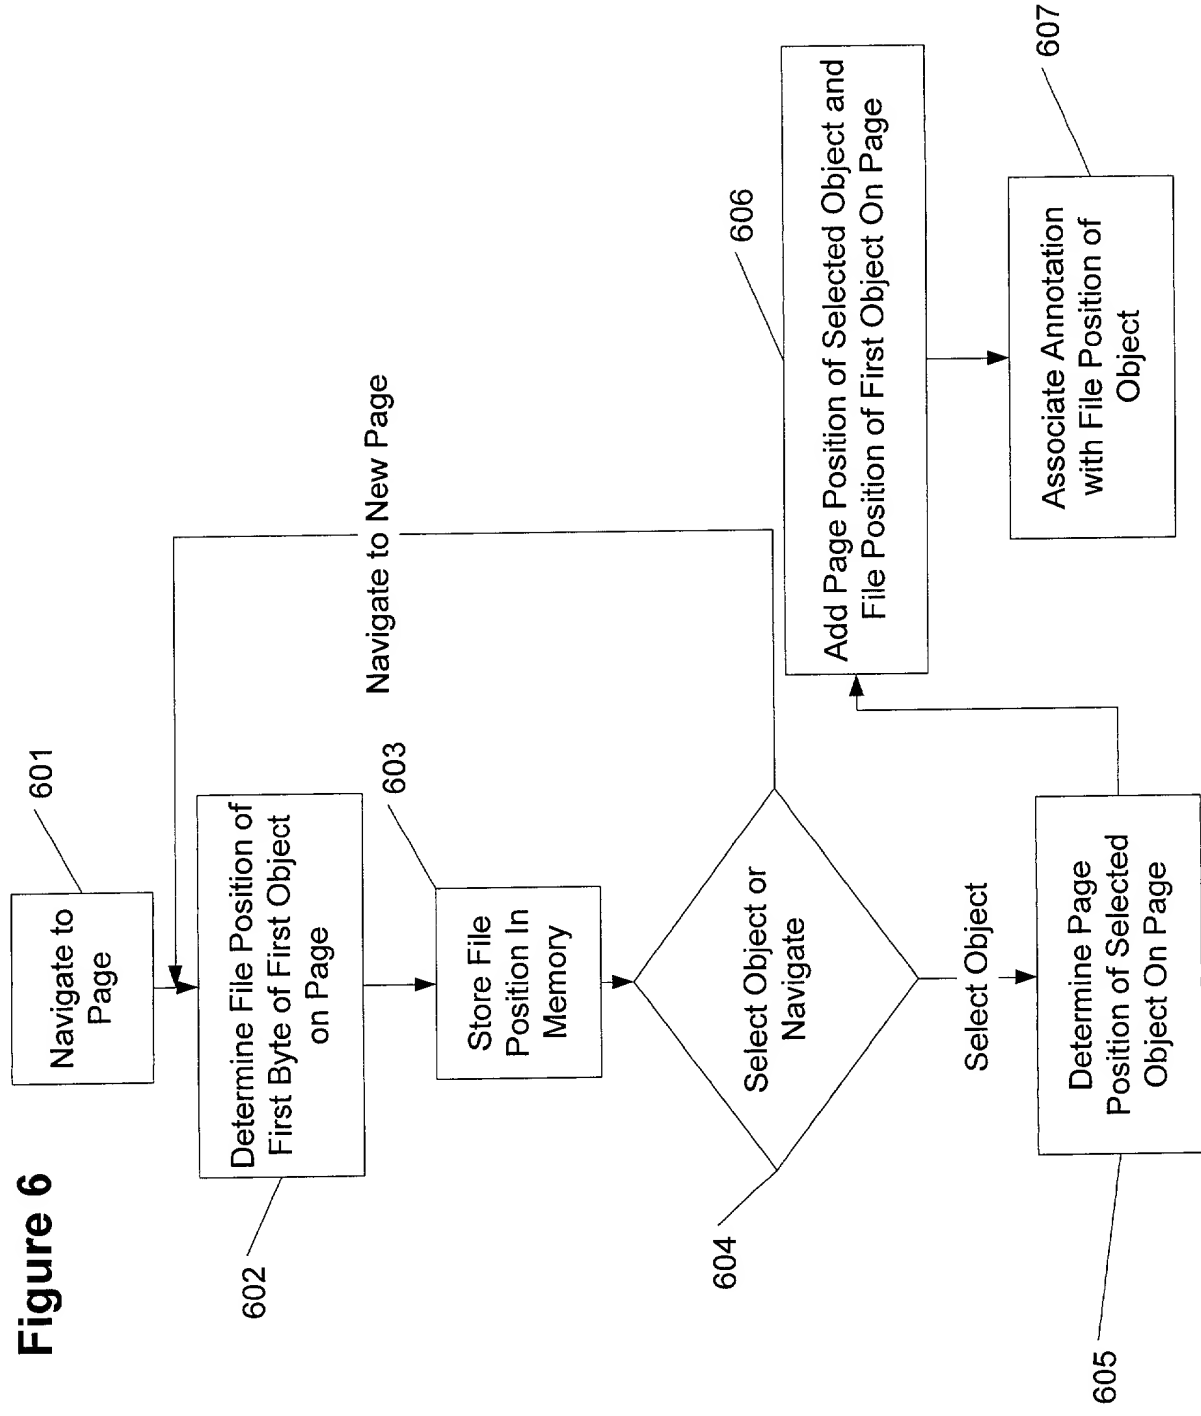 Figure 6
601
Navigate to
Page
602
Determine File Position of
First Byte of First Object
on Page
603
Store File
Position In
Memory
Navigate to New Page
604
Select Object or
Navigate
Select Object
605
Determine Page
Position of Selected
Object On Page
606
Add Page Position of Selected Object and
File Position of First Object On Page
607
Associate Annotation
with File Position of
Object